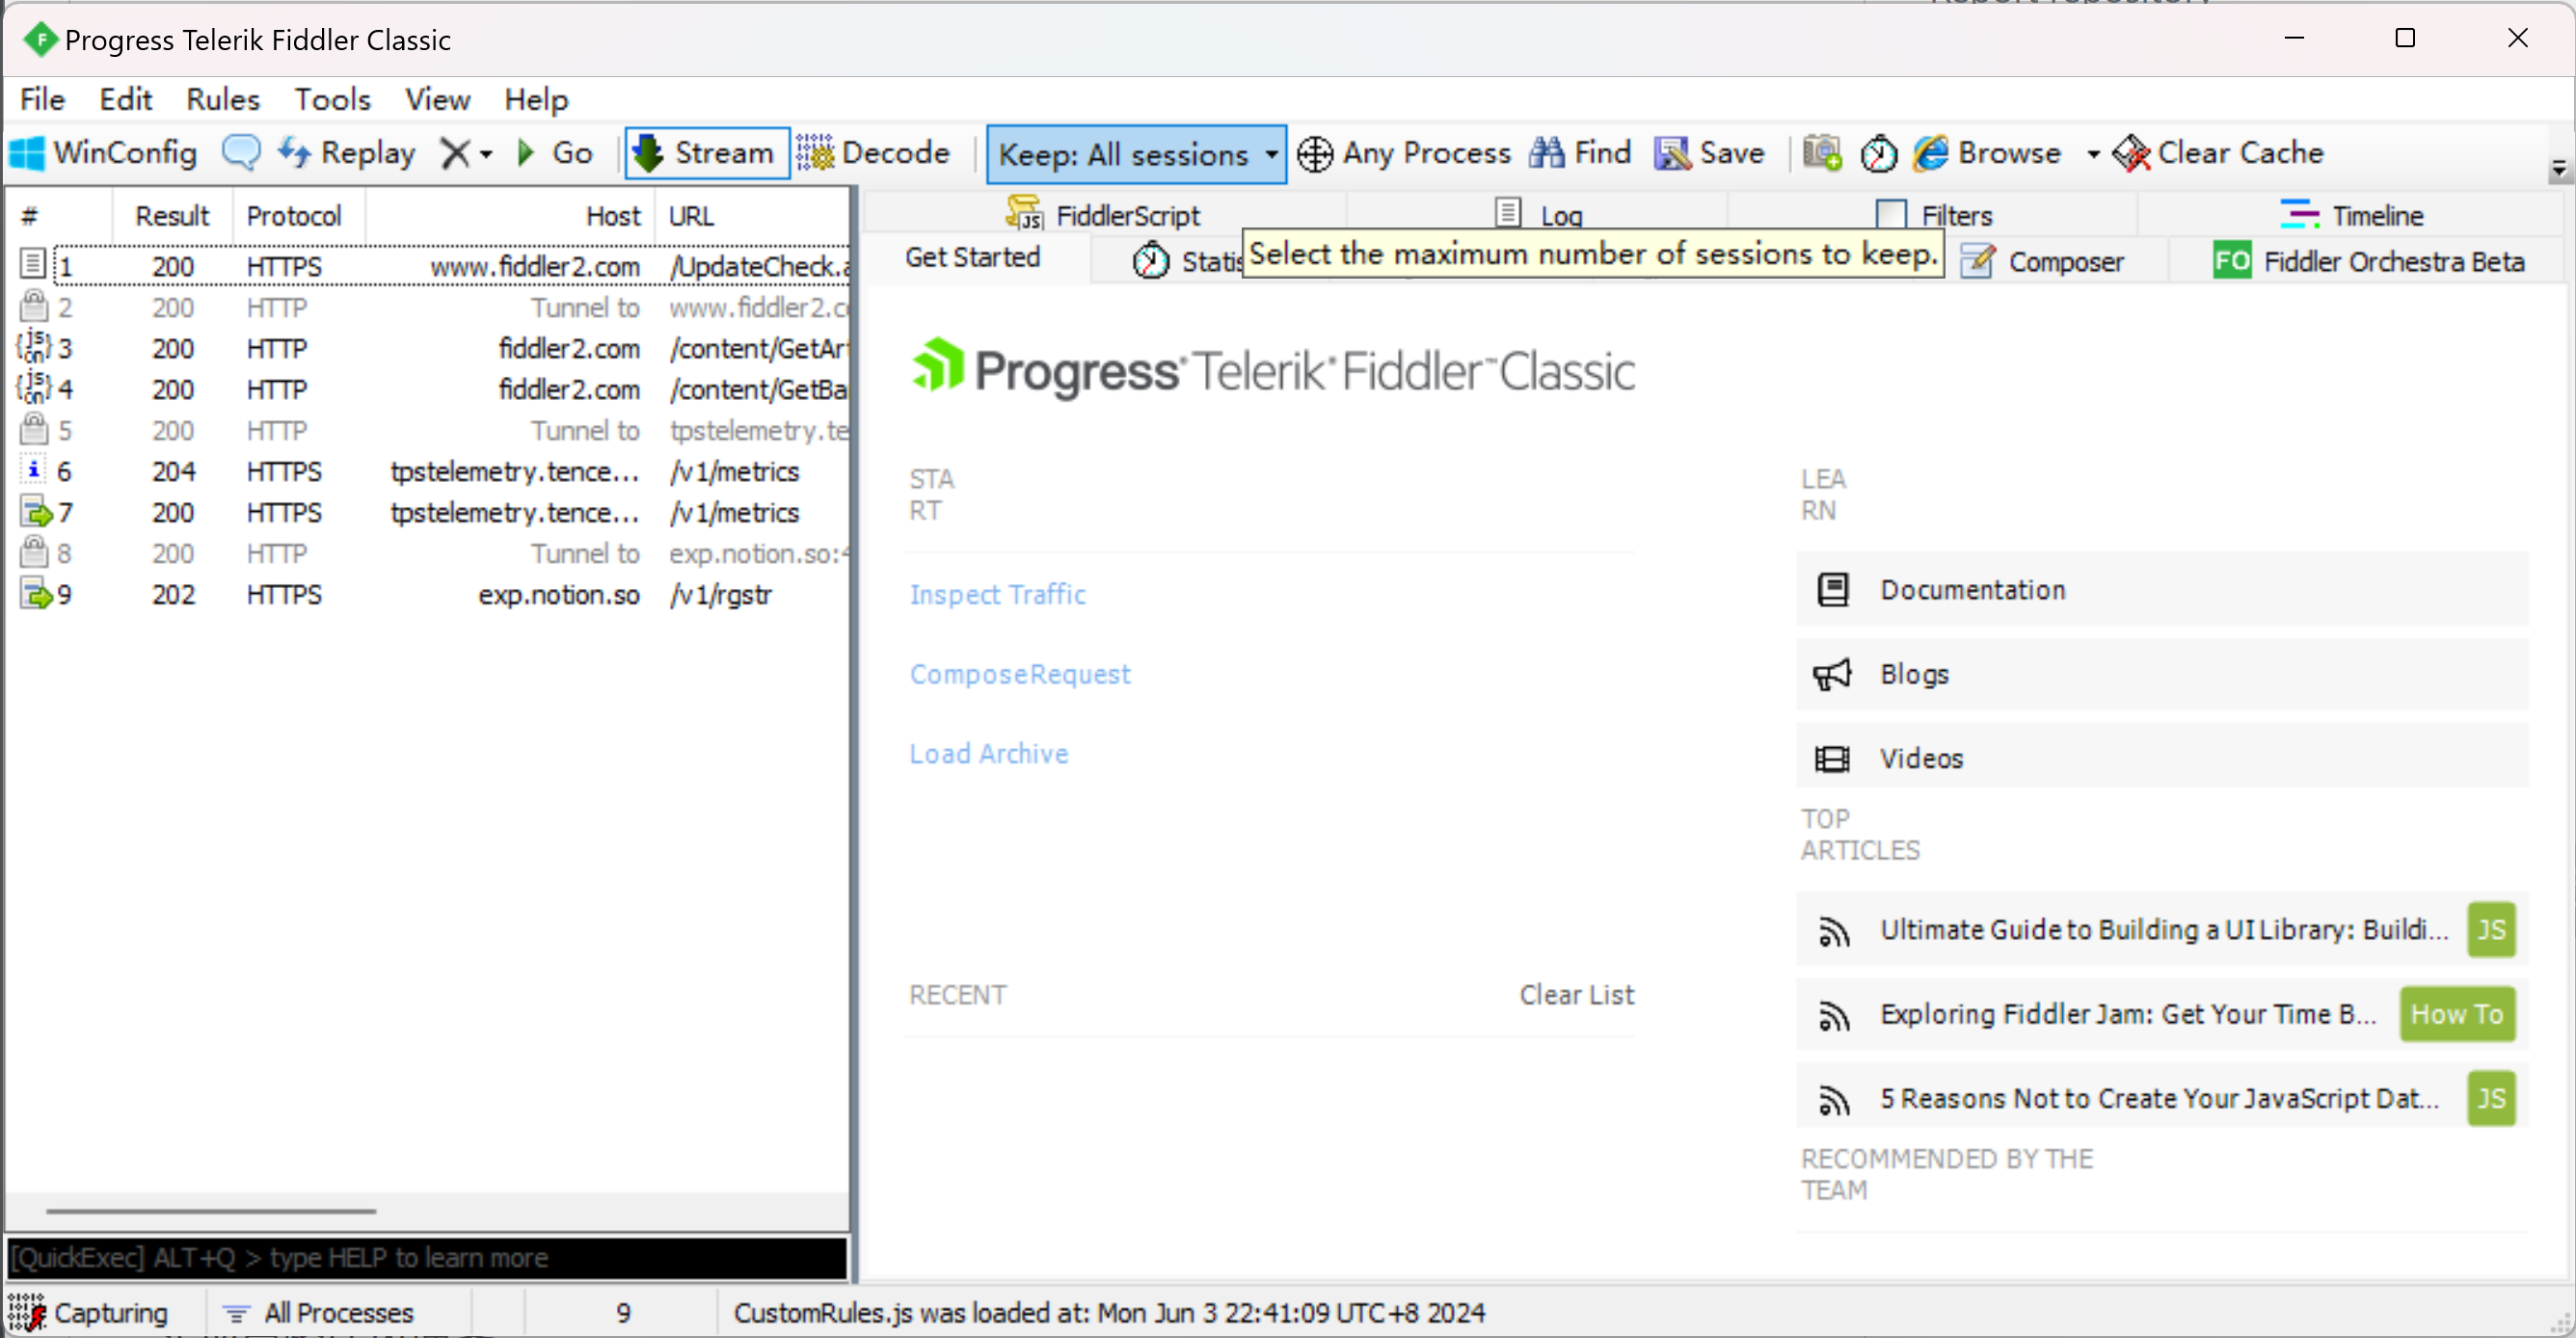 Progress Telerik Fiddler Classic
File Edit Rules Tools View Help
WinConfig Replay Go Stream Decode Keep: All sessions Any Process Find Save Browse Clear Cache
# Result Protocol Host URL
1 200 HTTPS www.fiddler2.com /UpdateCheck.a
2 200 HTTP Tunnel to www.fiddler2.c
3 200 HTTP fiddler2.com /content/GetAr
4 200 HTTP fiddler2.com /content/GetBa
5 200 HTTP Tunnel to tpstelemetry.te
6 204 HTTPS tpstelemetry.tence... /v1/metrics
7 200 HTTPS tpstelemetry.tence... /v1/metrics
8 200 HTTP Tunnel to exp.notion.so:4
9 202 HTTPS exp.notion.so /v1/rgstr
[QuickExec] ALT+Q > type HELP to learn more
FiddlerScript Log Filters Timeline
Get Started Statis Composer FO Fiddler Orchestra Beta
Select the maximum number of sessions to keep.
Progress Telerik Fiddler™ Classic
STA
RT
Inspect Traffic
Compose Request
Load Archive
RECENT Clear List
LEA
RN
Documentation
Blogs
Videos
TOP
ARTICLES
Ultimate Guide to Building a UI Library: Buildi... JS
Exploring Fiddler Jam: Get Your Time B... How To
5 Reasons Not to Create Your JavaScript Dat... JS
RECOMMENDED BY THE
TEAM
Capturing All Processes 9 CustomRules.js was loaded at: Mon Jun 3 22:41:09 UTC+8 2024